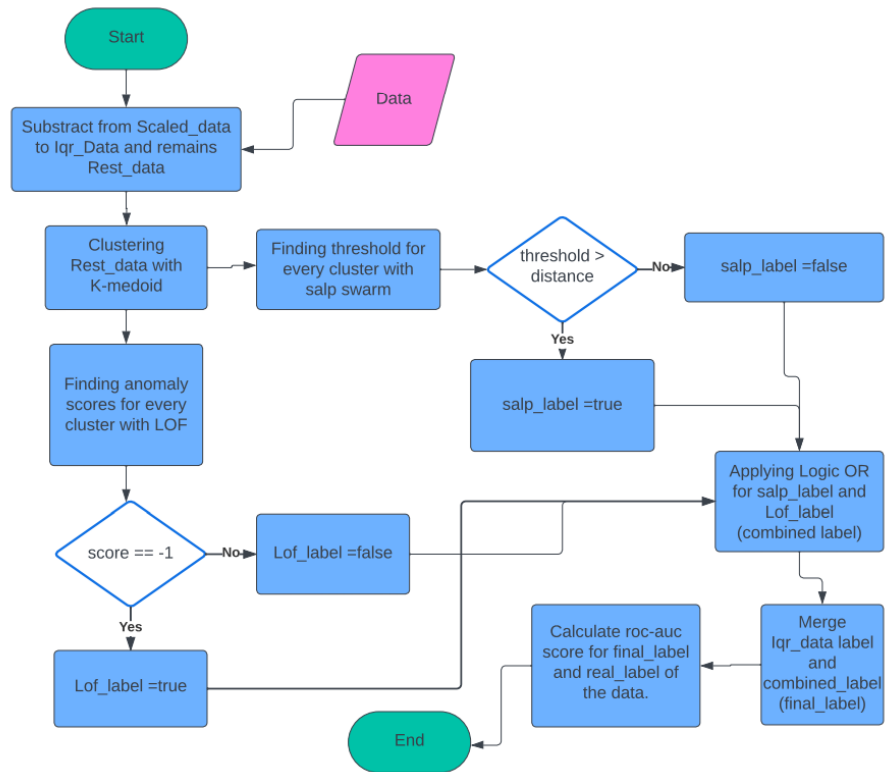 Start
Data
Substract from Scaled_data
to Iqr_Data and remains
Rest_data
Clustering
Rest_data with
K-medoid
Finding threshold for
every cluster with
salp swarm
threshold >
distance
No
salp_label =false
Yes
salp_label =true
Finding anomaly
scores for every
cluster with LOF
Applying Logic OR
for salp_label and
Lof_label
(combined label)
score == -1
No
Lof_label =false
Yes
Lof_label =true
Merge
Iqr_data label
and
combined_label
(final_label)
Calculate roc-auc
score for final_label
and real_label of
the data.
End